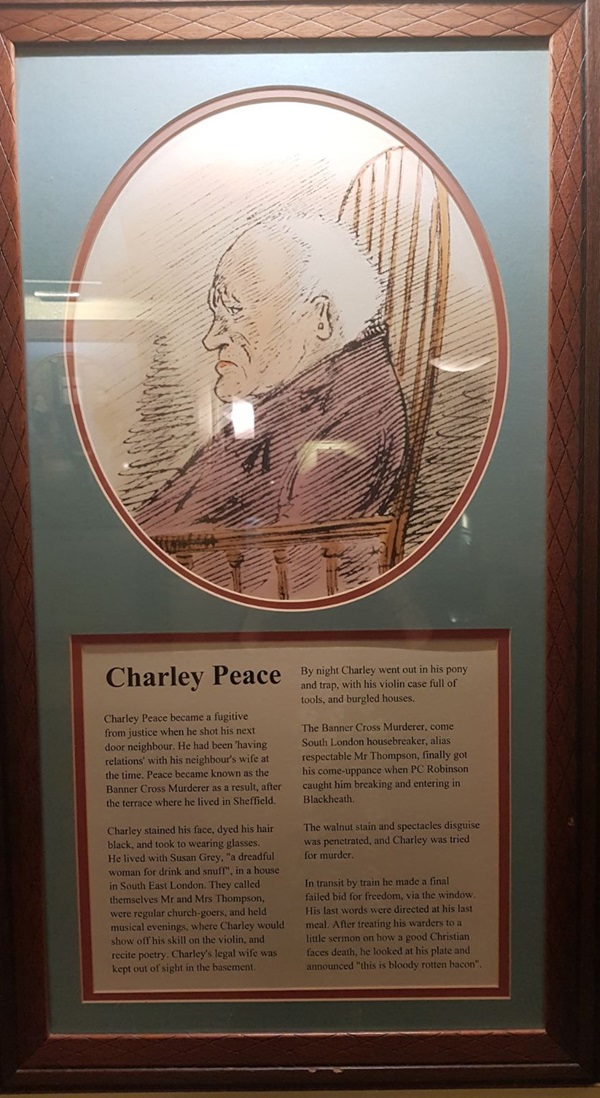 Charley Peace
Charley Peace became a fugitive
from justice when he shot his next
door neighbour. He had been 'having
relations' with his neighbour's wife at
the time. Peace became known as the
Banner Cross Murderer as a result, after
the terrace where he lived in Sheffield.
Charley stained his face, dyed his hair
black, and took to wearing glasses.
He lived with Susan Grey, "a dreadful
woman for drink and snuff", in a house
in South East London. They called
themselves Mr and Mrs Thompson,
were regular church-goers, and held
musical evenings, where Charley would
show off his skill on the violin, and
recite poetry. Charley's legal wife was
kept out of sight in the basement.
By night Charley went out in his pony
and trap, with his violin case full of
tools, and burgled houses.
The Banner Cross Murderer, come
South London housebreaker, alias
respectable Mr Thompson, finally got
his come-uppance when PC Robinson
caught him breaking and entering in
Blackheath.
The walnut stain and spectacles disguise
was penetrated, and Charley was tried
for murder.
In transit by train he made a final
failed bid for freedom, via the window.
His last words were directed at his last
meal. After treating his warders to a
little sermon on how a good Christian
faces death, he looked at his plate and
announced "this is bloody rotten bacon".